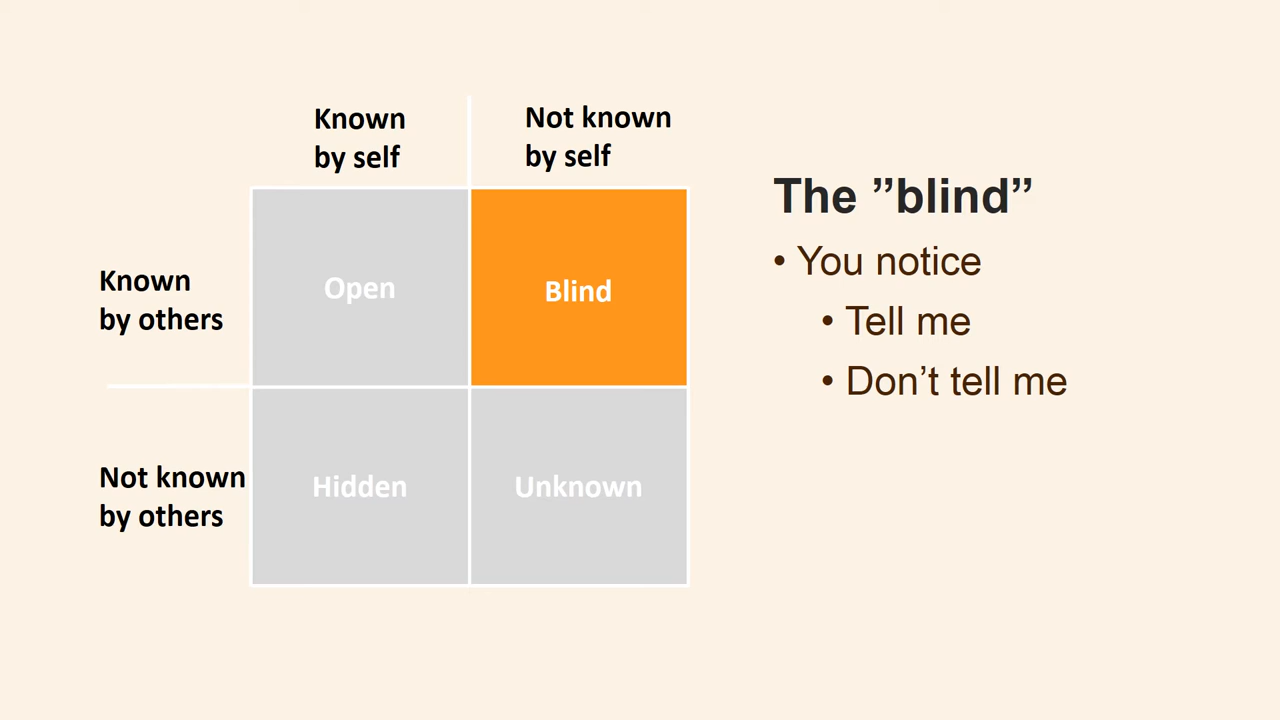 Known
by self
Not known
by self
Known
by others
Open
Blind
Not known
by others
Hidden
Unknown
The ”blind”
• You notice
• Tell me
• Don’t tell me